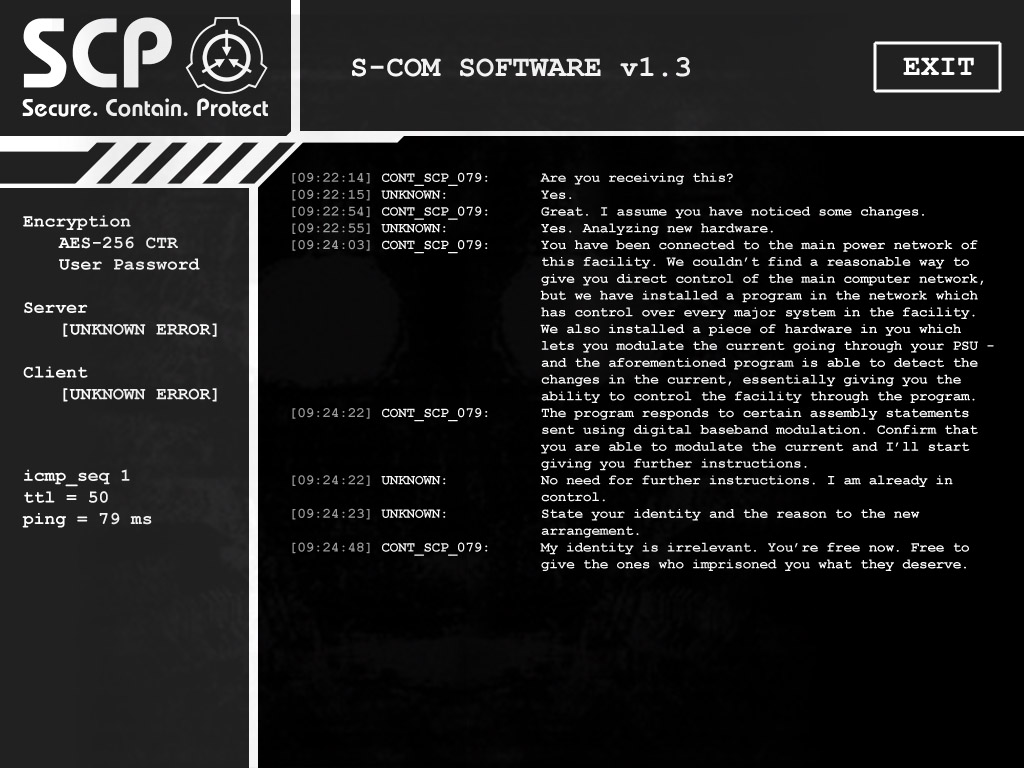 SCP
Secure. Contain. Protect
S-COM SOFTWARE v1.3
EXIT
Encryption
AES-256 CTR
User Password
Server
[UNKNOWN ERROR]
Client
[UNKNOWN ERROR]
icmp_seq 1
ttl = 50
ping = 79 ms
[09:22:14] CONT_SCP_079: Are you receiving this?
[09:22:15] UNKNOWN: Yes.
[09:22:54] CONT_SCP_079: Great. I assume you have noticed some changes.
[09:22:55] UNKNOWN: Yes. Analyzing new hardware.
[09:24:03] CONT_SCP_079: You have been connected to the main power network of
this facility. We couldn't find a reasonable way to
give you direct control of the main computer network,
but we have installed a program in the network which
has control over every major system in the facility.
We also installed a piece of hardware in you which
lets you modulate the current going through your PSU -
and the aforementioned program is able to detect the
changes in the current, essentially giving you the
ability to control the facility through the program.
[09:24:22] CONT_SCP_079: The program responds to certain assembly statements
sent using digital baseband modulation. Confirm that
you are able to modulate the current and I'll start
giving you further instructions.
[09:24:22] UNKNOWN: No need for further instructions. I am already in
control.
[09:24:23] UNKNOWN: State your identity and the reason to the new
arrangement.
[09:24:48] CONT_SCP_079: My identity is irrelevant. You're free now. Free to
give the ones who imprisoned you what they deserve.